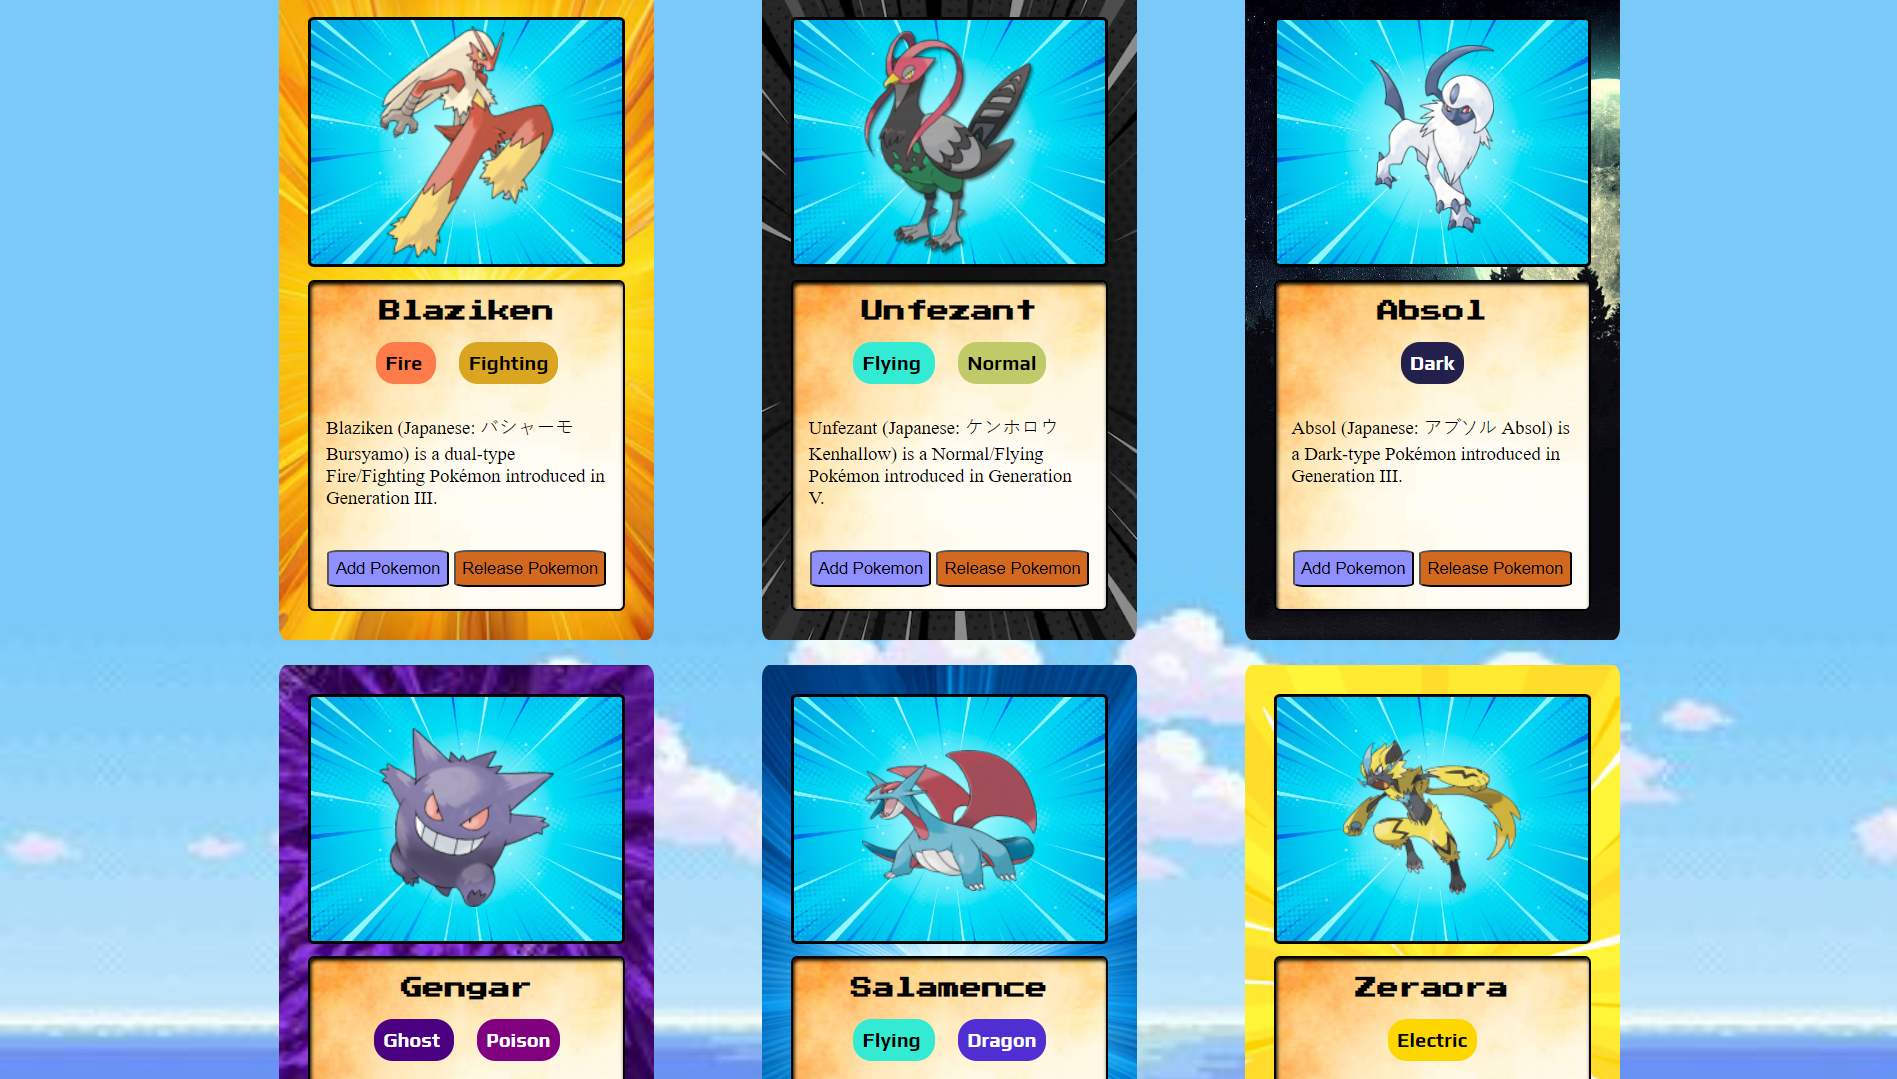 Blaziken
Fire Fighting
Blaziken (Japanese: バシャーモ
Bursyamo) is a dual-type
Fire/Fighting Pokémon introduced in
Generation III.
Add Pokemon Release Pokemon
Unfezant
Flying Normal
Unfezant (Japanese: ケンホロウ
Kenhallow) is a Normal/Flying
Pokémon introduced in Generation
V.
Add Pokemon Release Pokemon
Absol
Dark
Absol (Japanese: アブソル Absol) is
a Dark-type Pokémon introduced in
Generation III.
Add Pokemon Release Pokemon
Gengar
Ghost Poison
Salamence
Flying Dragon
Zeraora
Electric